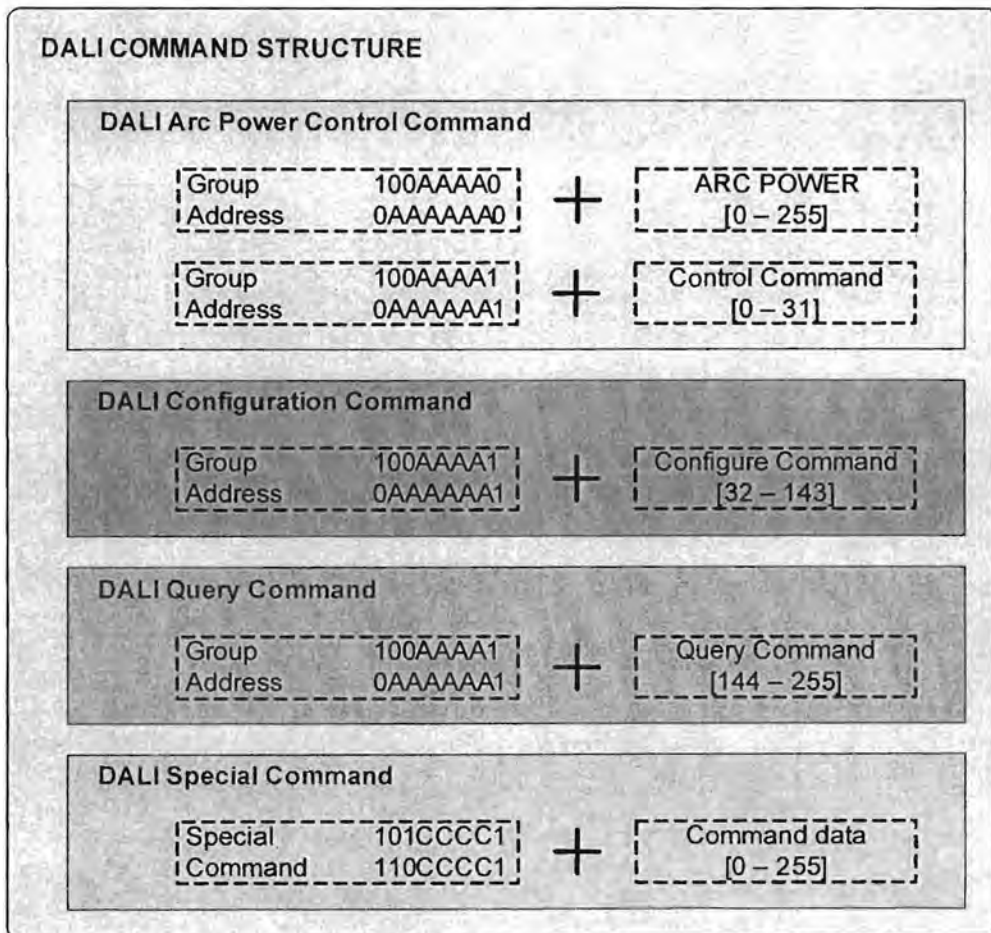 DALI COMMAND STRUCTURE
DALI Arc Power Control Command
Group 100AAAA0 + ARC POWER
Address 0AAAAAA0 [0 – 255]
Group 100AAAA1 + Control Command
Address 0AAAAAA1 [0 – 31]
DALI Configuration Command
Group 100AAAA1 + Configure Command
Address 0AAAAAA1 [32 – 143]
DALI Query Command
Group 100AAAA1 + Query Command
Address 0AAAAAA1 [144 – 255]
DALI Special Command
Special 101CCCC1 + Command data
Command 110CCCC1 [0 – 255]